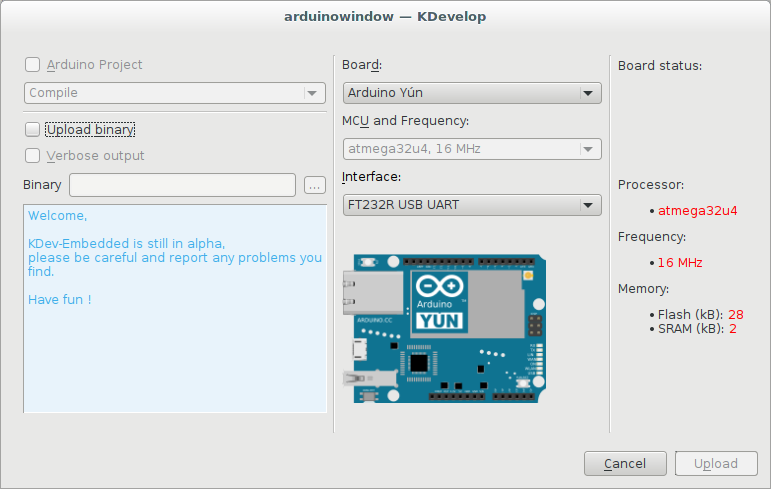 arduinowindow — KDevelop
Arduino Project
Compile
Upload binary
Verbose output
Binary
...
Welcome,
KDev-Embedded is still in alpha,
please be careful and report any problems you
find.
Have fun !
Board:
Arduino Yún
MCU and Frequency:
atmega32u4, 16 MHz
Interface:
FT232R USB UART
Arduino
YUN
ARDUINO.CC
Board status:
Processor:
• atmega32u4
Frequency:
• 16 MHz
Memory:
• Flash (kB): 28
• SRAM (kB): 2
Cancel
Upload